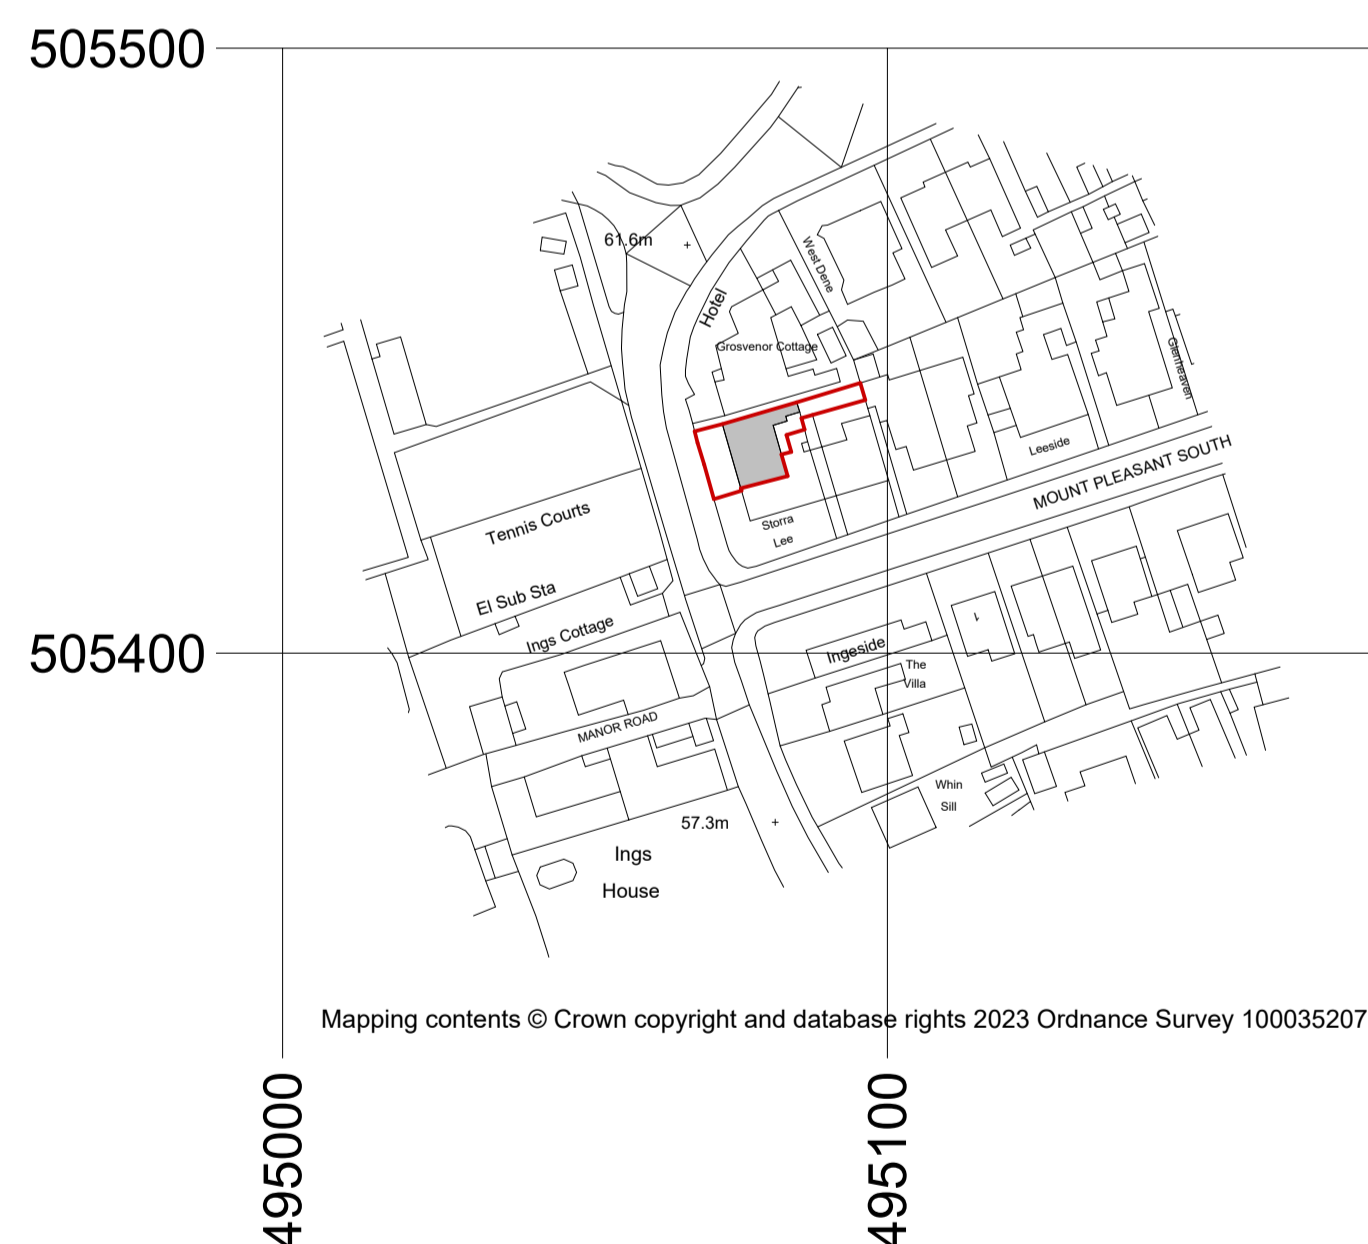 505500
61.6m
West Dene
Hotel
Grosvenor Cottage
Glenheaven
Leeside
MOUNT PLEASANT SOUTH
Tennis Courts
Storra
Lee
El Sub Sta
Ings Cottage
1
505400
Ingeside
The
Villa
MANOR ROAD
Whin
Sill
57.3m
Ings
House
Mapping contents © Crown copyright and database rights 2023 Ordnance Survey 100035207
495000
495100